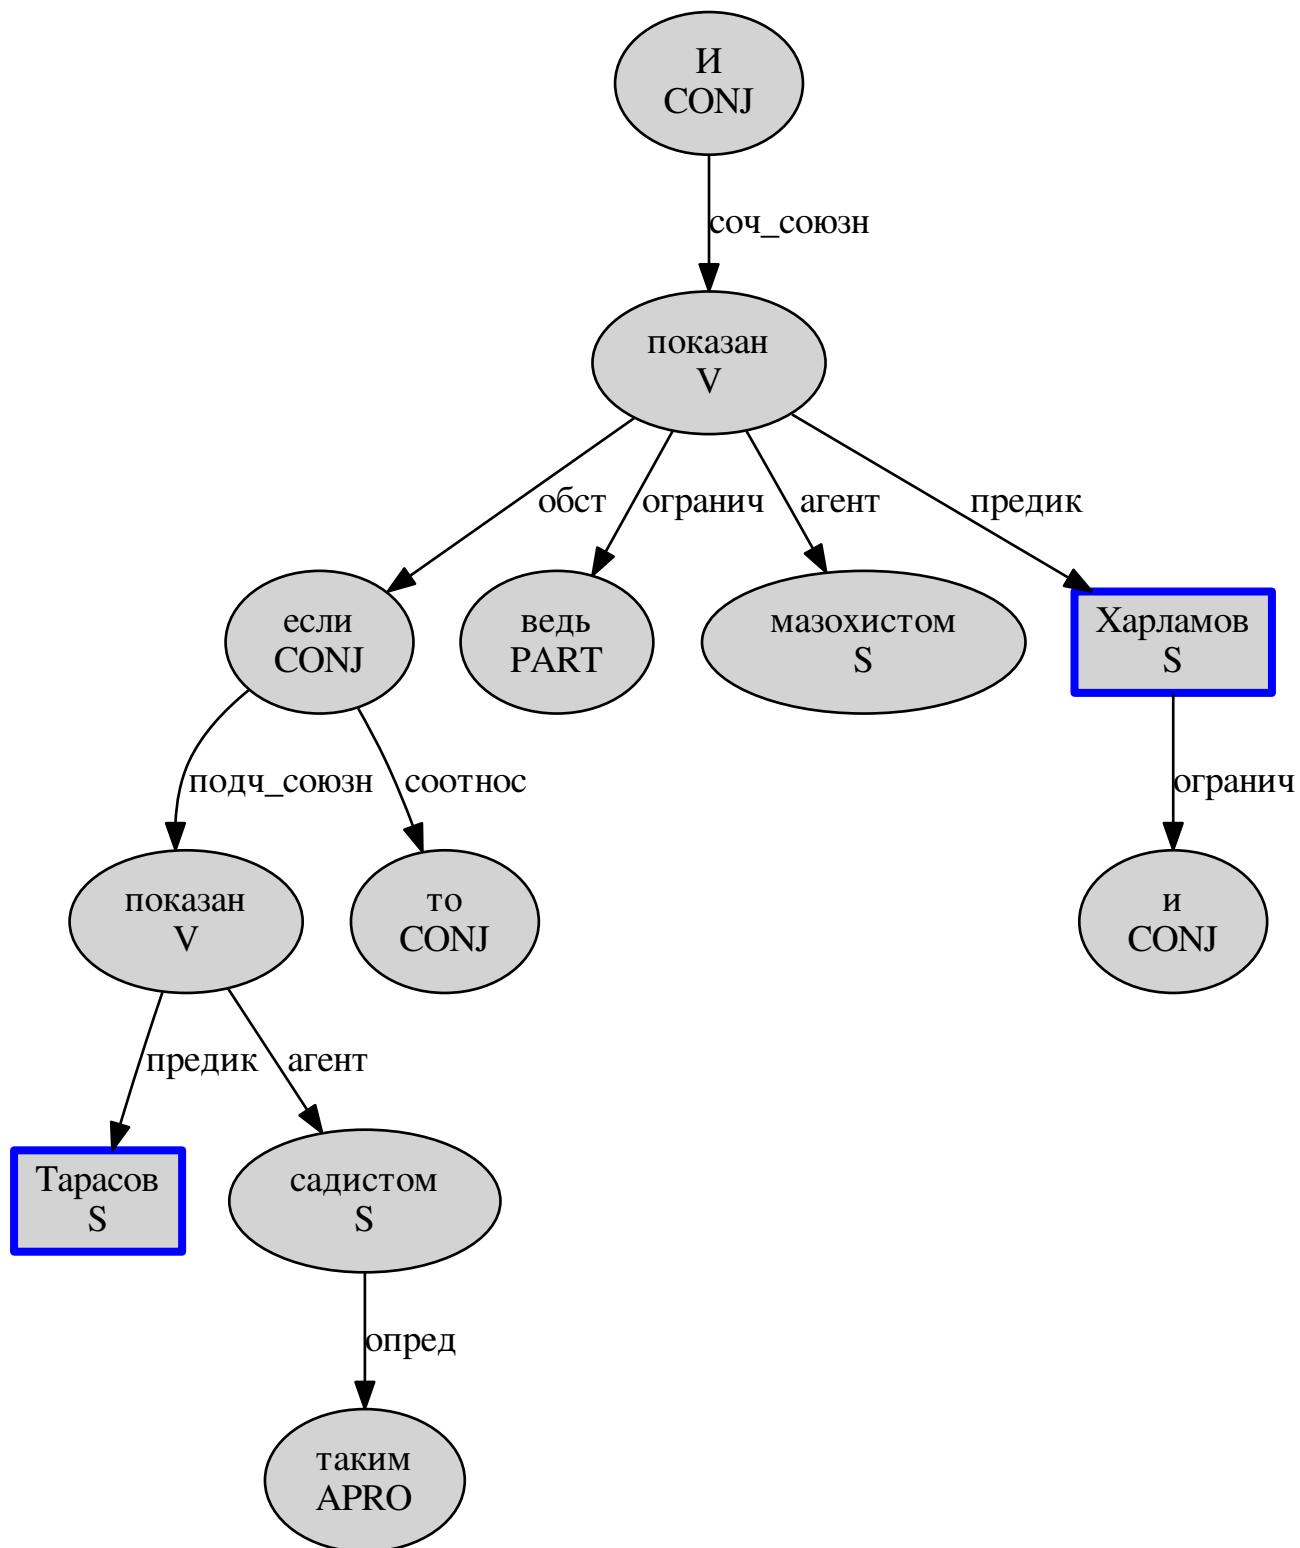 И
CONJ
соч_союзн
показан
V
обст
огранич
агент
предик
если
CONJ
ведь
PART
мазохистом
S
Харламов
S
подч_союзн
соотнос
огранич
показан
V
то
CONJ
и
CONJ
предик
агент
Тарасов
S
садистом
S
опред
таким
APRO